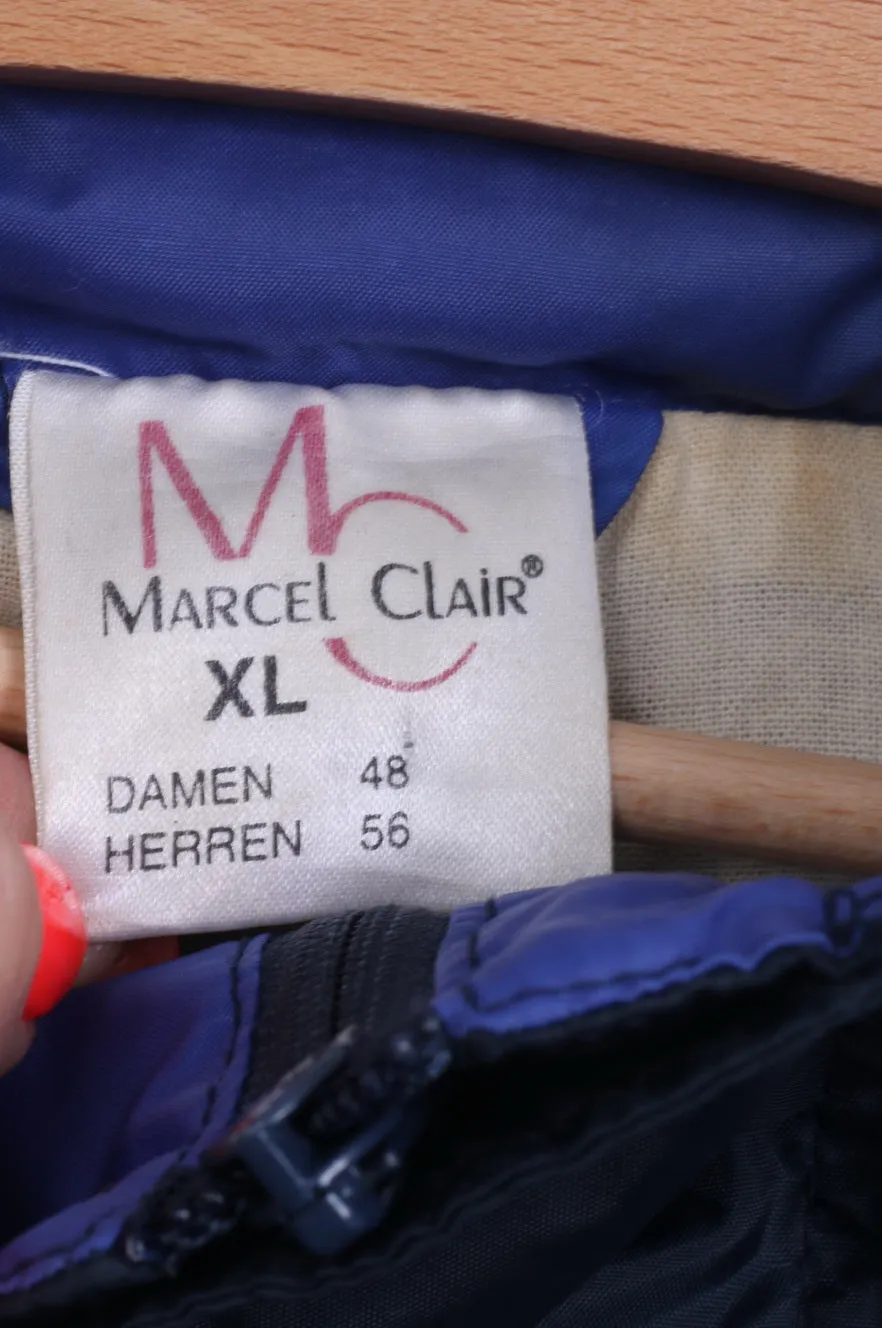 MC
MARCEL CLAIR®
XL
DAMEN 48
HERREN 56